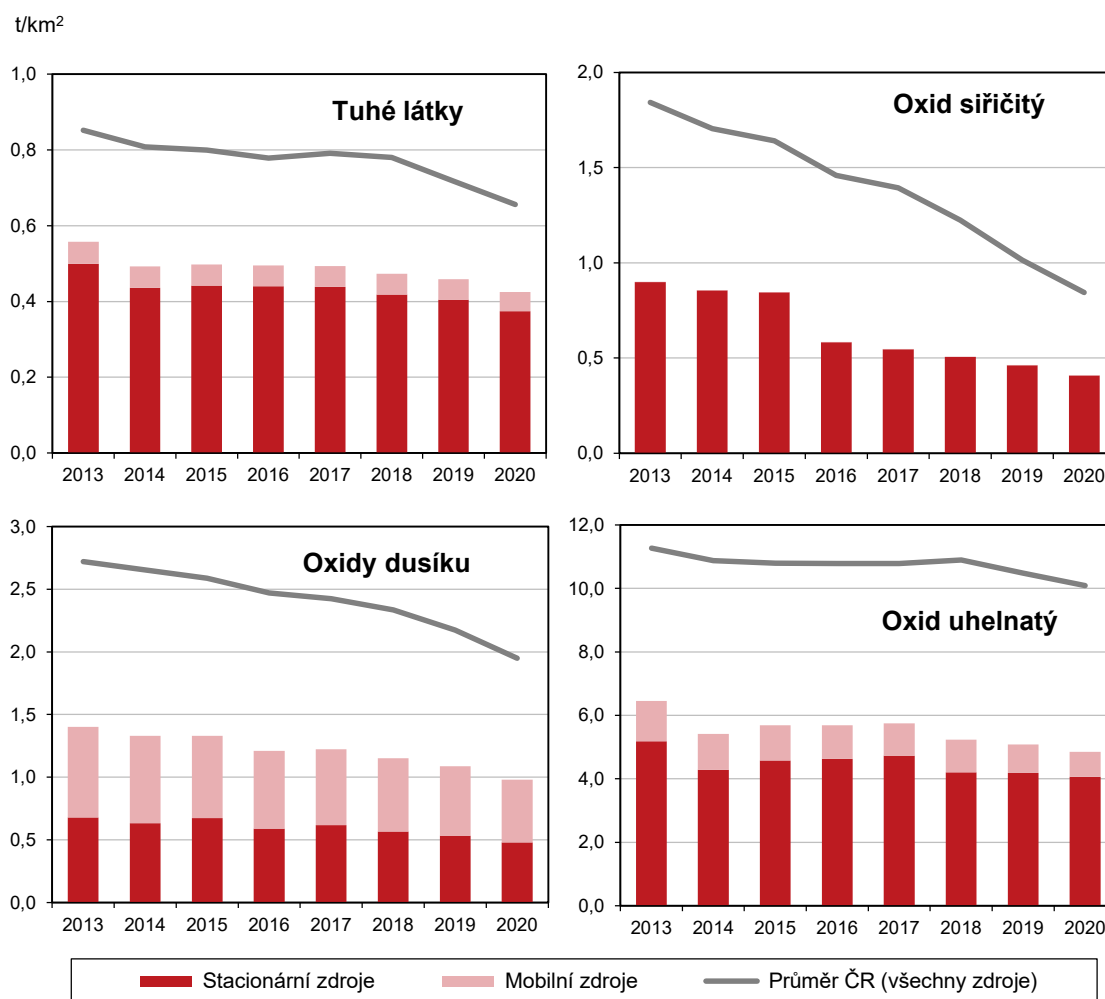 t/km²
Tuhé látky
1,0
0,8
0,6
0,4
0,2
0,0
2013 2014 2015 2016 2017 2018 2019 2020
Oxid siřičitý
2,0
1,5
1,0
0,5
0,0
2013 2014 2015 2016 2017 2018 2019 2020
Oxidy dusíku
3,0
2,5
2,0
1,5
1,0
0,5
0,0
2013 2014 2015 2016 2017 2018 2019 2020
Oxid uhelnatý
12,0
10,0
8,0
6,0
4,0
2,0
0,0
2013 2014 2015 2016 2017 2018 2019 2020
Stacionární zdroje Mobilní zdroje Průměr ČR (všechny zdroje)